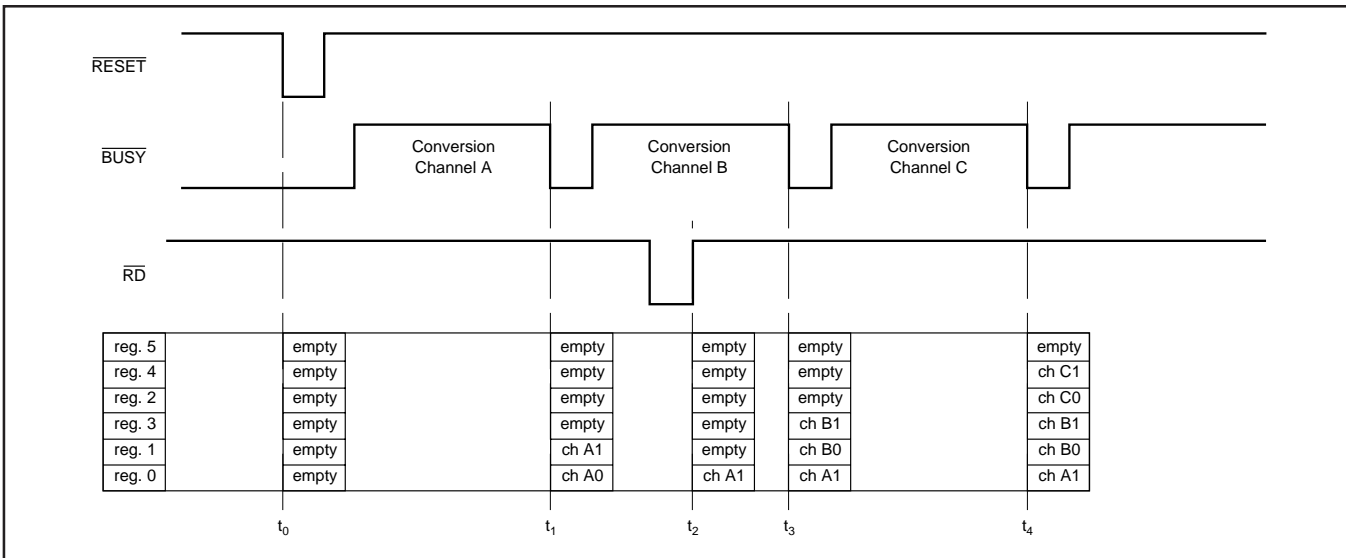 RESET
BUSY
Conversion
Channel A
Conversion
Channel B
Conversion
Channel C
RD
reg. 5 empty empty empty empty empty
reg. 4 empty empty empty empty ch C1
reg. 2 empty empty empty empty ch C0
reg. 3 empty empty empty ch B1 ch B1
reg. 1 empty ch A1 empty ch B0 ch B0
reg. 0 empty ch A0 ch A1 ch A1 ch A1
t0 t1 t2 t3 t4